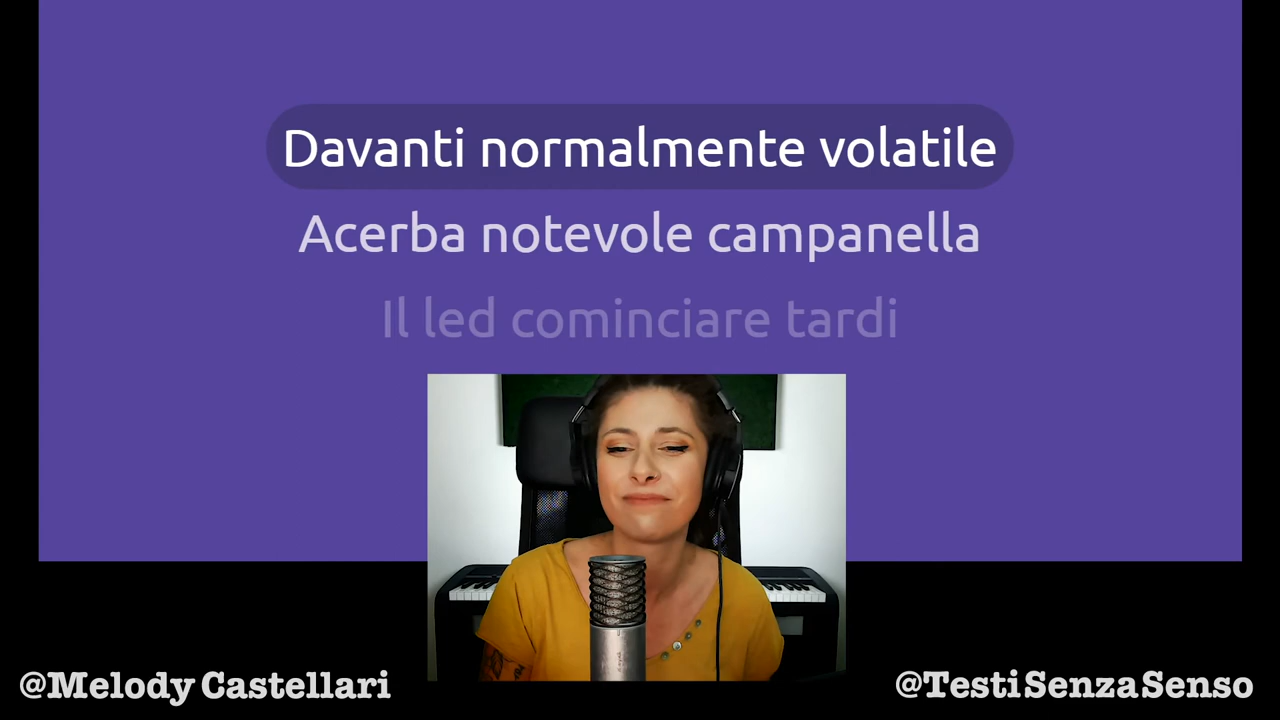 Davanti normalmente volatile
Acerba notevole campanella
Il led cominciare tardi
@Melody Castellari
@TestiSenzaSenso